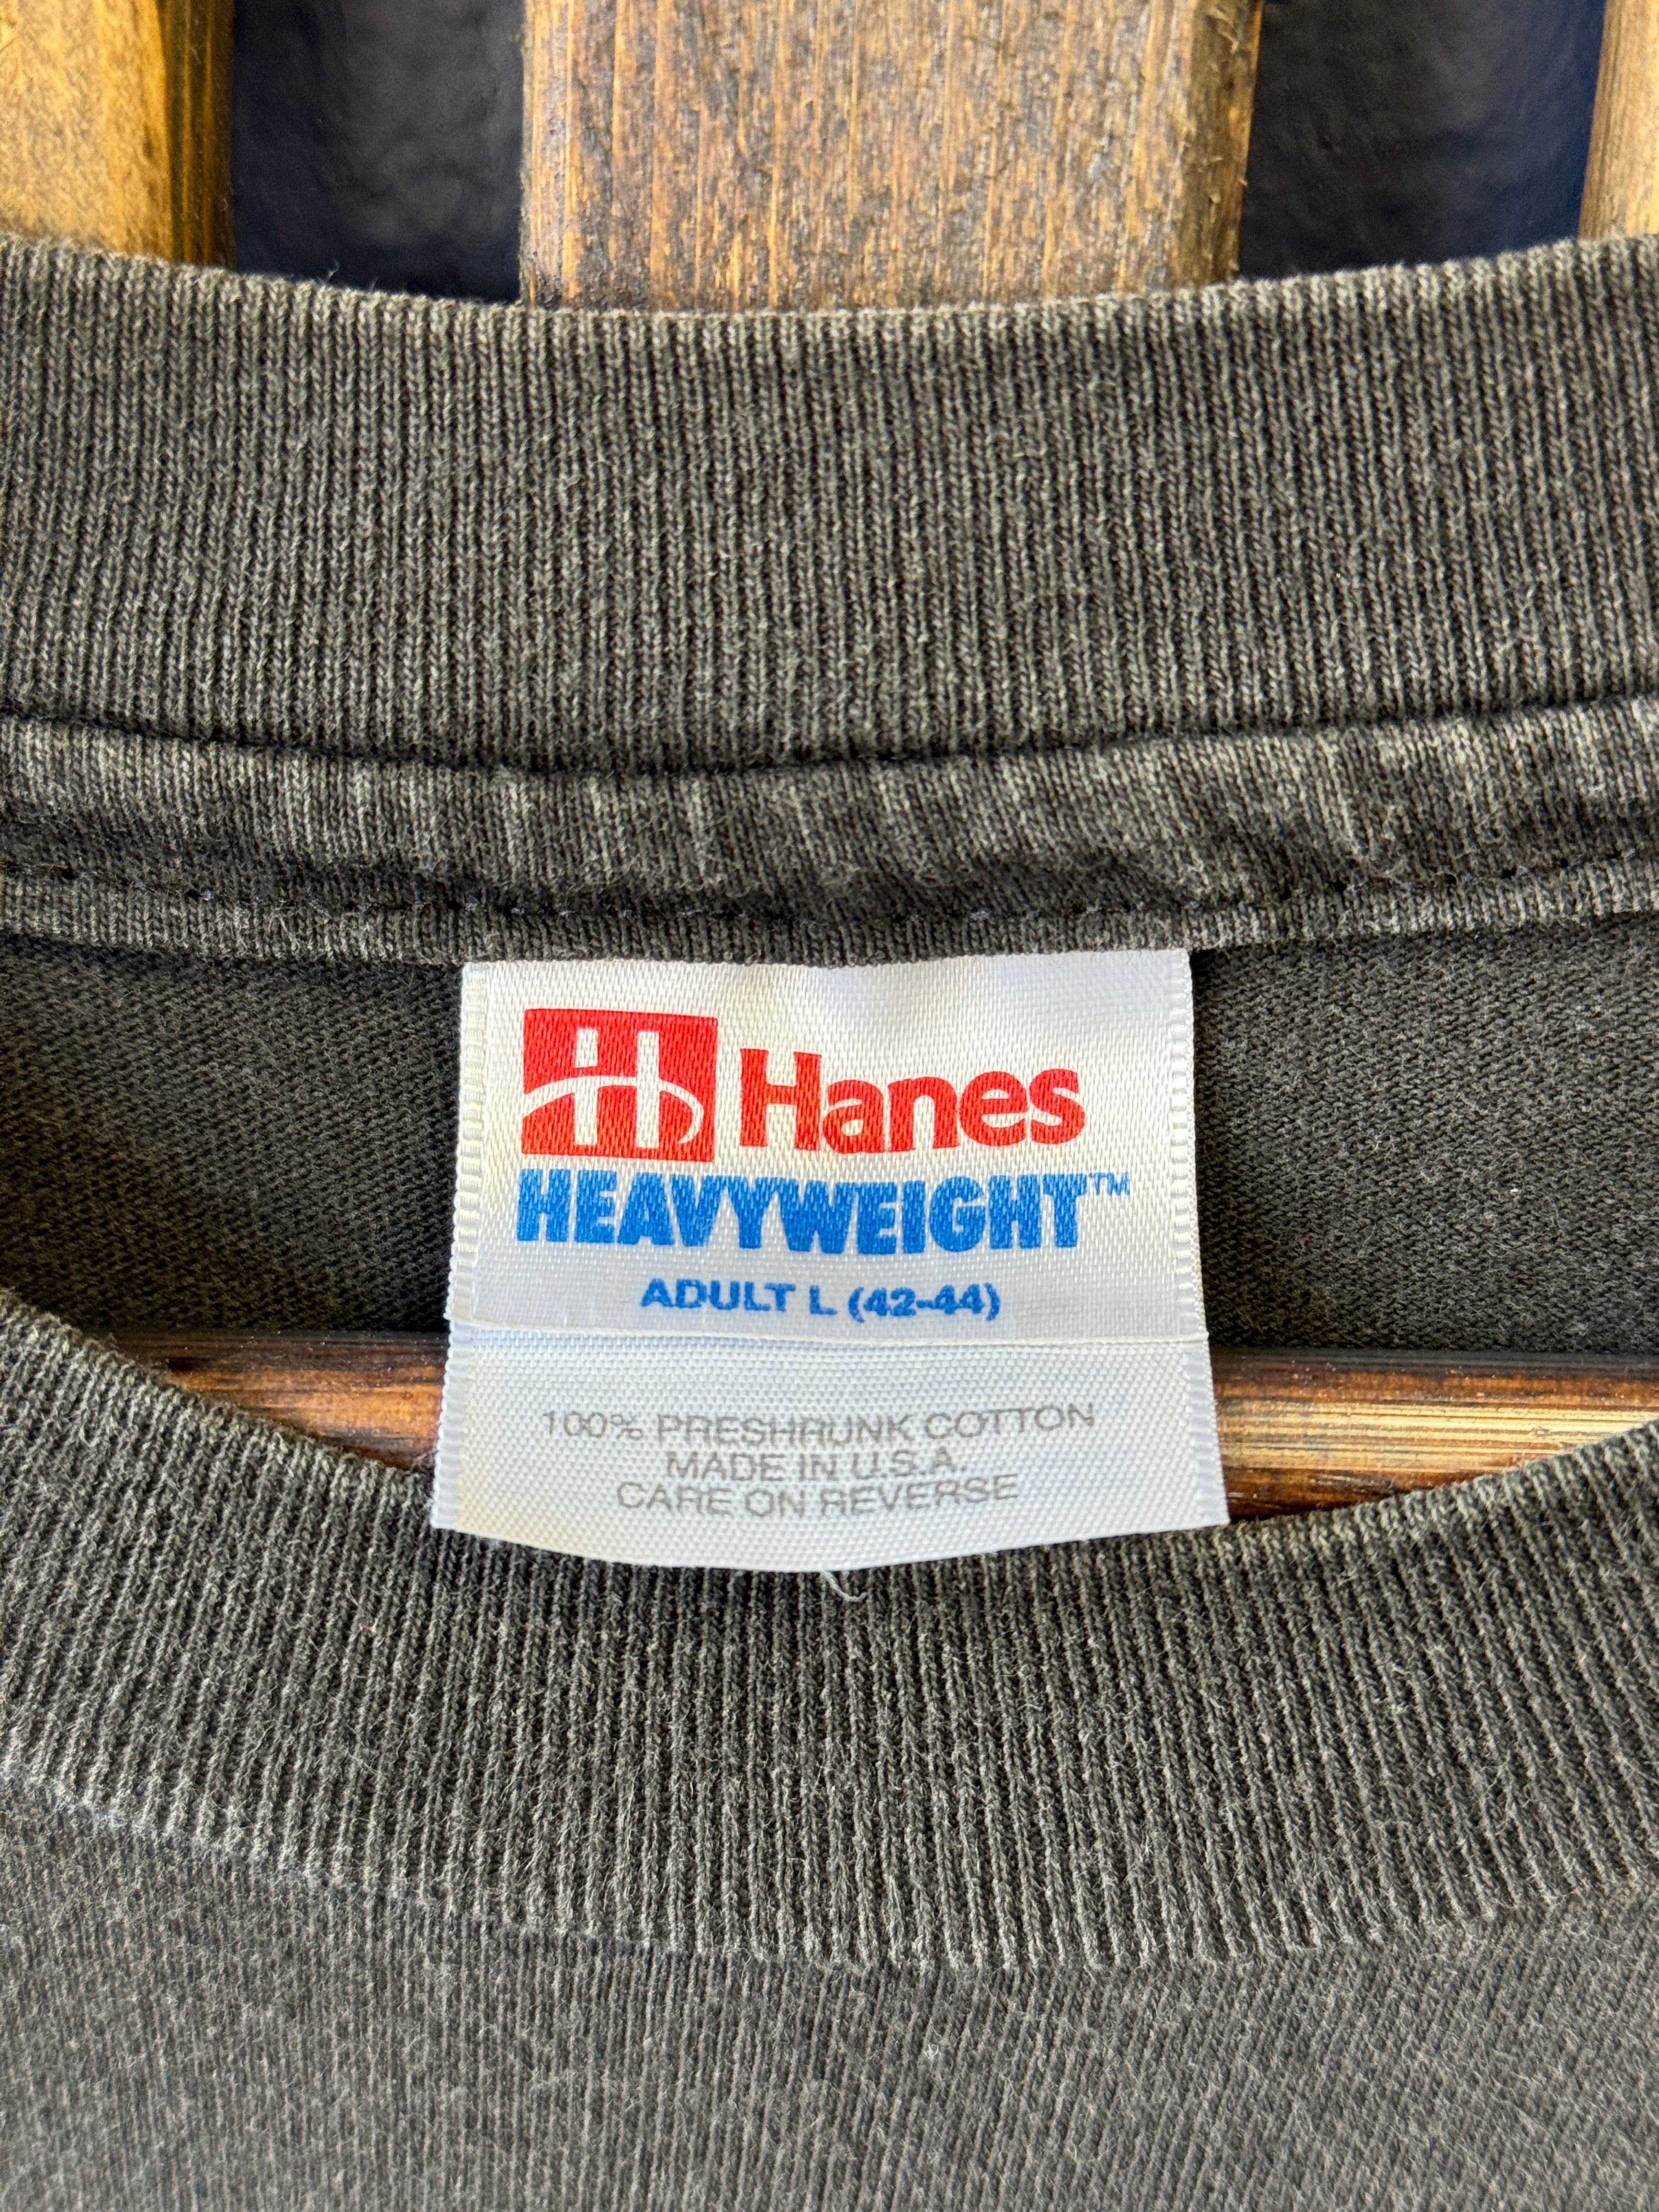 H Hanes
HEAVYWEIGHT™
ADULT L (42-44)
100% PRESHRUNK COTTON
MADE IN U.S.A.
CARE ON REVERSE